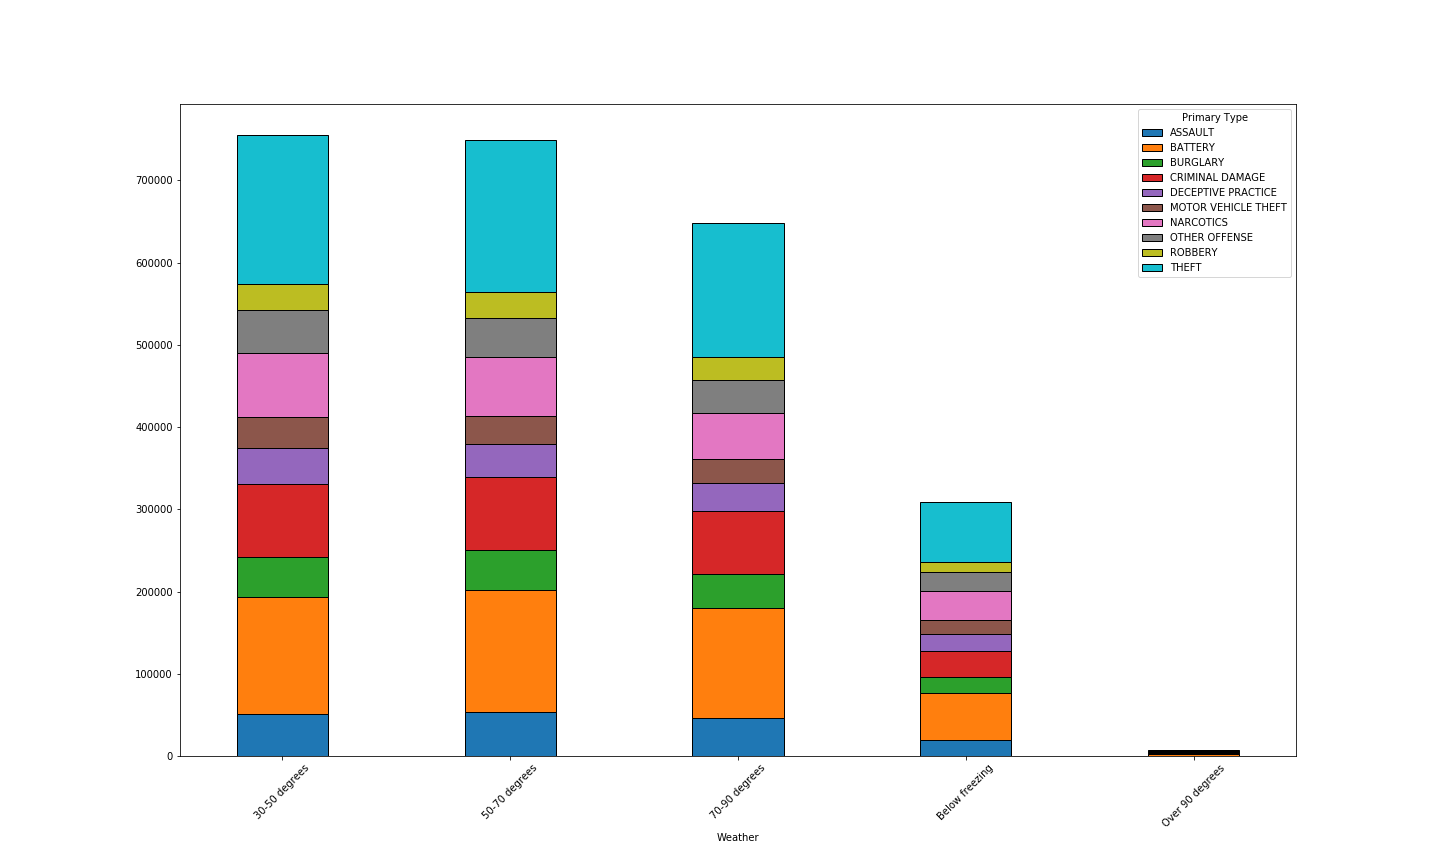 Primary Type
ASSAULT
BATTERY
BURGLARY
CRIMINAL DAMAGE
DECEPTIVE PRACTICE
MOTOR VEHICLE THEFT
NARCOTICS
OTHER OFFENSE
ROBBERY
THEFT
700000
600000
500000
400000
300000
200000
100000
0
30-50 degrees
50-70 degrees
70-90 degrees
Below freezing
Over 90 degrees
Weather